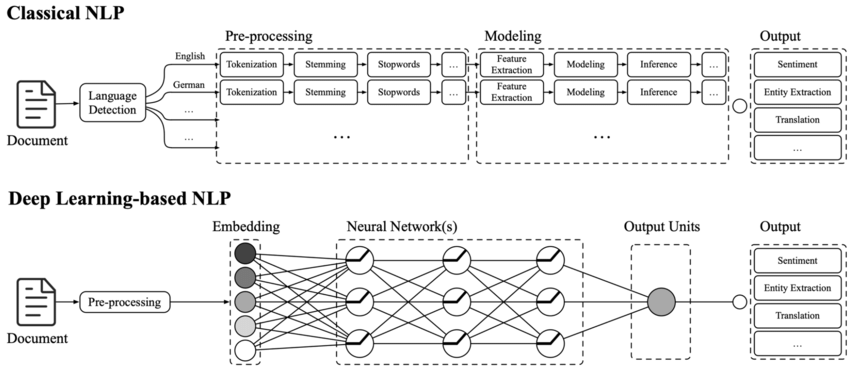 Classical NLP
Pre-processing
Modeling
Output
Document
Language
Detection
English
German
...
...
Tokenization
Stemming
Stopwords
...
Feature
Extraction
Modeling
Inference
...
Tokenization
Stemming
Stopwords
...
Feature
Extraction
Modeling
Inference
...
...
...
Sentiment
Entity Extraction
Translation
...
Deep Learning-based NLP
Embedding
Neural Network(s)
Output Units
Output
Document
Pre-processing
Sentiment
Entity Extraction
Translation
...